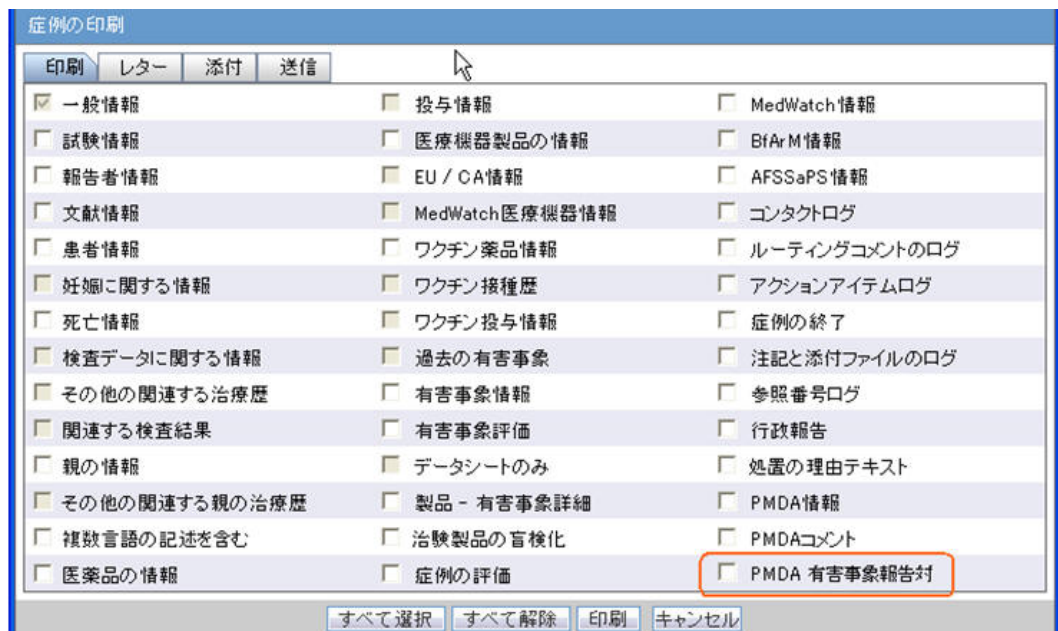 症例の印刷
印刷 レター 添付 送信
一般情報 投与情報 MedWatch情報
試験情報 医療機器製品の情報 BfArM情報
報告者情報 EU / CA情報 AFSSaPS情報
文献情報 MedWatch医療機器情報 コンタクトログ
患者情報 ワクチン薬品情報 ルーティングコメントのログ
妊娠に関する情報 ワクチン接種歴 アクションアイテムログ
死亡情報 ワクチン投与情報 症例の終了
検査データに関する情報 過去の有害事象 注記と添付ファイルのログ
その他の関連する治療歴 有害事象情報 参照番号ログ
関連する検査結果 有害事象評価 行政報告
親の情報 データシートのみ 処置の理由テキスト
その他の関連する親の治療歴 製品 - 有害事象詳細 PMDA情報
複数言語の記述を含む 治験製品の盲検化 PMDAコメント
医薬品の情報 症例の評価 PMDA 有害事象報告対
すべて選択 すべて解除 印刷 キャンセル